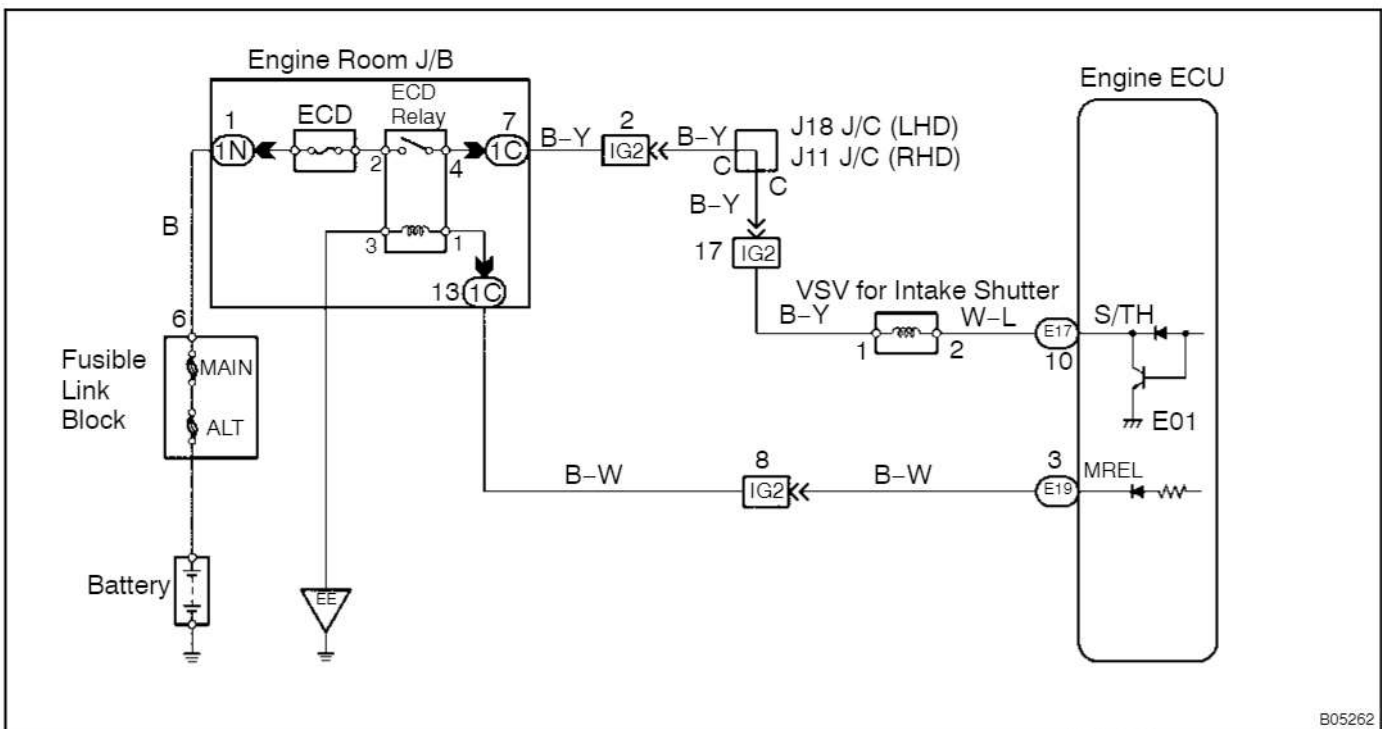 Engine Room J/B
Engine ECU
ECD
Relay
ECD
1
1N
2
4
7
1C
B-Y
2
IG2
B-Y
C
C
J18 J/C (LHD)
J11 J/C (RHD)
B
3
1
B-Y
17
IG2
13
1C
VSV for Intake Shutter
B-Y
1
2
W-L
E17
10
S/TH
E01
6
Fusible
Link
Block
MAIN
ALT
B-W
8
IG2
B-W
3
E19
MREL
Battery
EE
B05262